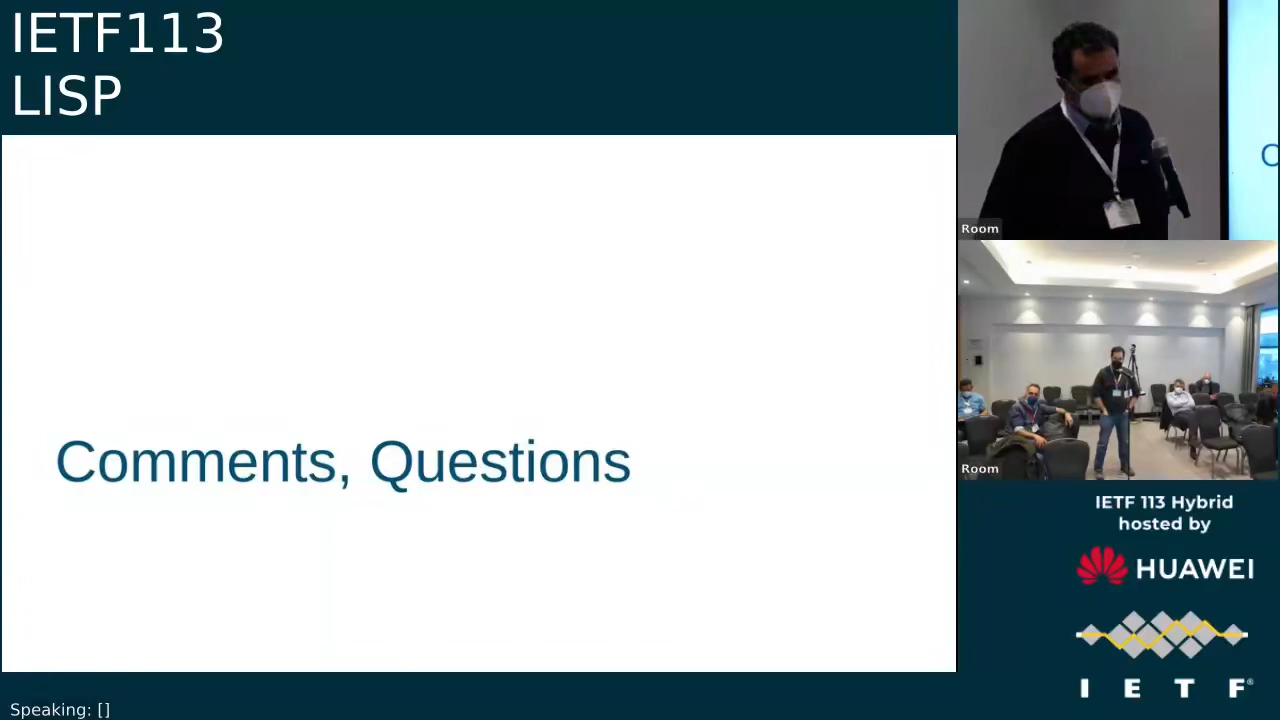 IETF113
LISP
Comments, Questions
Room
Room
IETF 113 Hybrid
hosted by
HUAWEI
I E T F®
Speaking: []